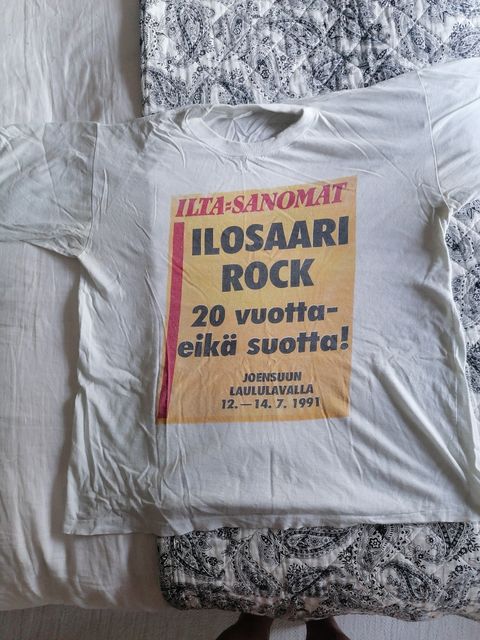 ILTA=SANOMAT
ILOSAARI
ROCK
20 vuotta-
eikä suotta!
JOENSUUN
LAULULAVALLA
12.—14.7.1991